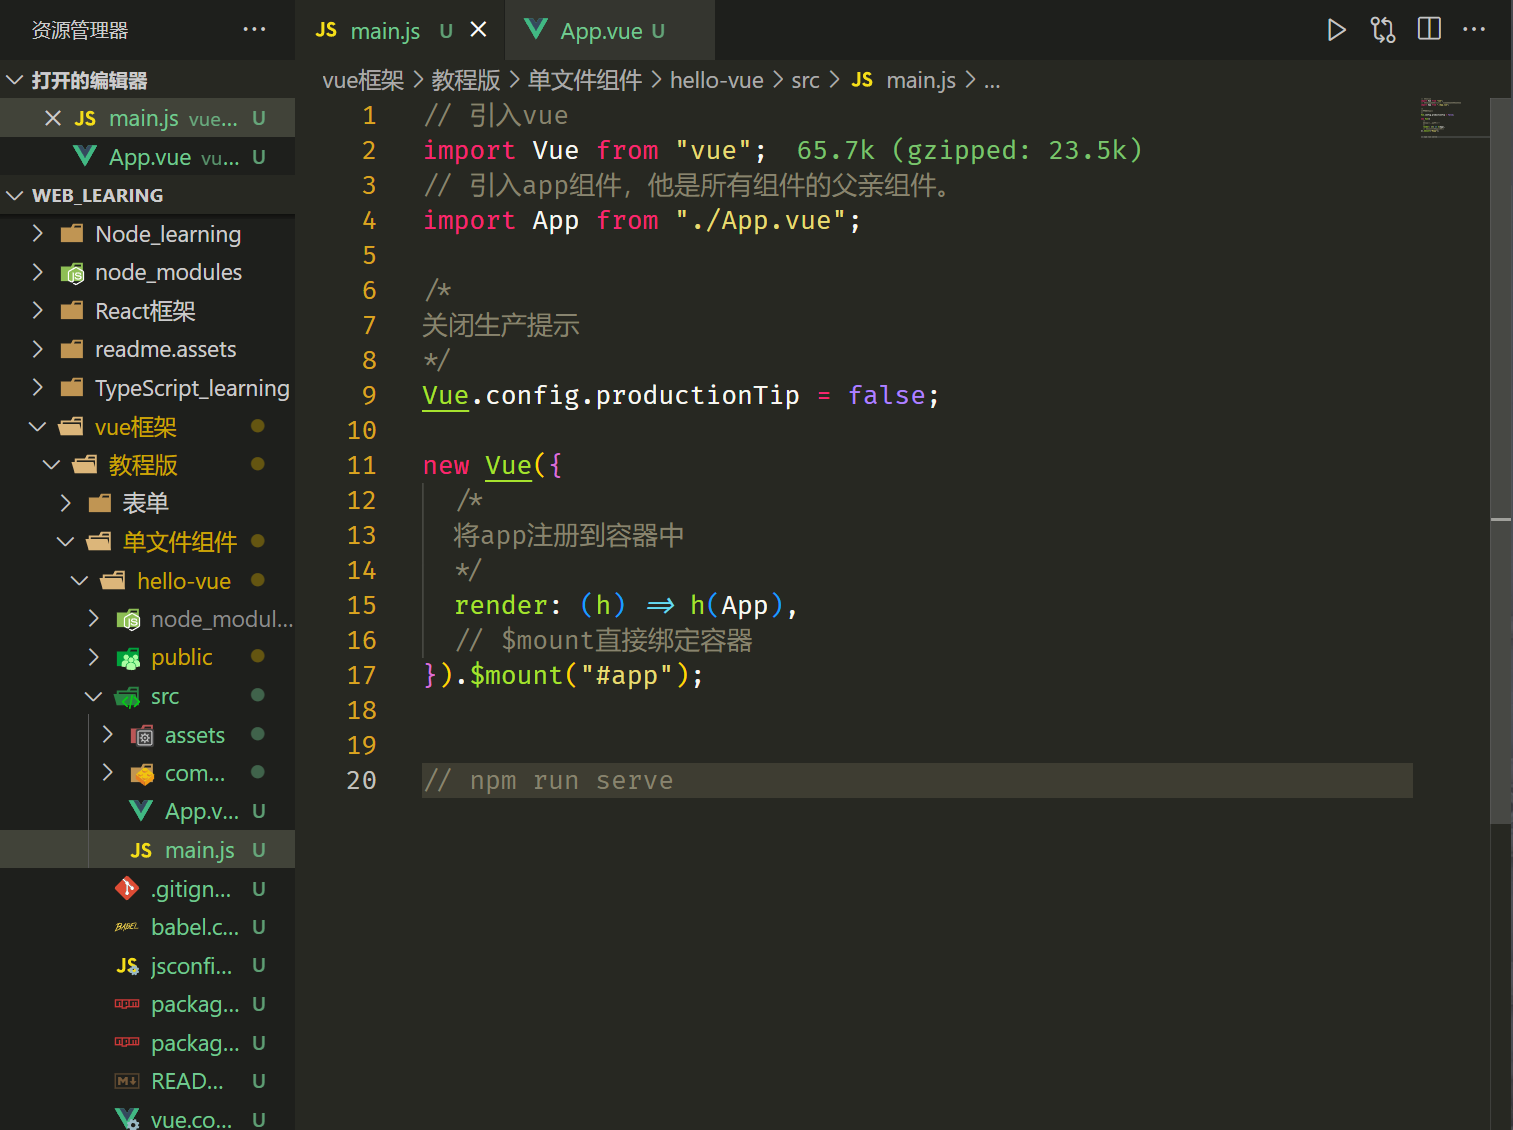 资源管理器 ···
JS main.js U × App.vue U
打开的编辑器
JS main.js vue... U
App.vue vu... U
WEB_LEARING
Node_learning
node_modules
React框架
readme.assets
TypeScript_learning
vue框架
教程版
表单
单文件组件
hello-vue
node_modul...
public
src
assets
com...
App.v... U
JS main.js U
.gitign... U
BABEL babel.c... U
JS jsconfi... U
npm packag... U
npm packag... U
M↓ READ... U
vue.co... U
vue框架 > 教程版 > 单文件组件 > hello-vue > src > JS main.js > ...
1 // 引入vue
2 import Vue from "vue"; 65.7k (gzipped: 23.5k)
3 // 引入app组件，他是所有组件的父亲组件。
4 import App from "./App.vue";
5
6 /*
7 关闭生产提示
8 */
9 Vue.config.productionTip = false;
10
11 new Vue({
12 /*
13 将app注册到容器中
14 */
15 render: (h) => h(App),
16 // $mount直接绑定容器
17 }).$mount("#app");
18
19
20 // npm run serve